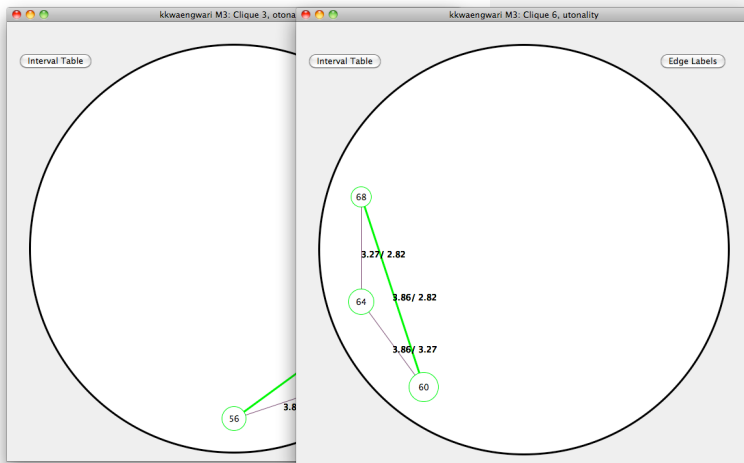 kkwaengwari M3: Clique 3, otona
kkwaengwari M3: Clique 6, utonality
Interval Table
Interval Table
Edge Labels
68
3.27/ 2.82
3.86/ 2.82
64
3.86/ 3.27
60
56
3.8